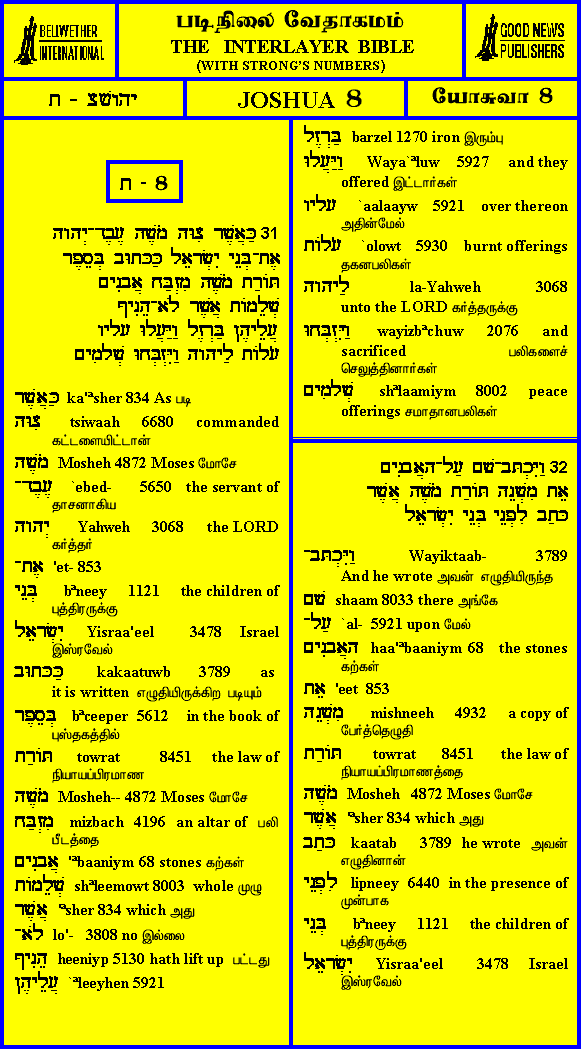 BELLWETHER
INTERNATIONAL
படிநிலை வேதாகமம்
THE INTERLAYER BIBLE
(WITH STRONG'S NUMBERS)
GOOD NEWS
PUBLISHERS
יהושצ - ח
JOSHUA 8
யோசுவா 8
ח - 8
31 כַּאֲשֶׁר צִוָּה מֹשֶׁה עֶבֶד־יְהוָה
אֶת־בְּנֵי יִשְׂרָאֵל כַּכָּתוּב בְּסֵפֶר
תּוֹרַת מֹשֶׁה מִזְבַּח אֲבָנִים
שְׁלֵמוֹת אֲשֶׁר לֹא־הֵנִיף
עֲלֵיהֶן בַּרְזֶל וַיַּעֲלוּ עָלָיו
עֹלוֹת לַיהוָה וַיִּזְבְּחוּ שְׁלָמִים
כַּאֲשֶׁר ka'ªsher 834 As படி
צִוָּה tsiwaah 6680 commanded
கட்டளையிட்டான்
מֹשֶׁה Mosheh 4872 Moses மோசே
עֶבֶד־ `ebed- 5650 the servant of
தாசனாகிய
יְהוָה Yahweh 3068 the LORD
கர்த்தர்
אֶת־ 'et- 853
בְּנֵי bªneey 1121 the children of
புத்திரருக்கு
יִשְׂרָאֵל Yisraa'eel 3478 Israel
இஸ்ரவேல்
כַּכָּתוּב kakaatuwb 3789 as
it is written எழுதியிருக்கிற படியும்
בְּסֵפֶר bªceeper 5612 in the book of
புஸ்தகத்தில்
תּוֹרַת towrat 8451 the law of
நியாயப்பிரமாண
מֹשֶׁה Mosheh-- 4872 Moses மோசே
מִזְבַּח mizbach 4196 an altar of பலி
பீடத்தை
אֲבָנִים 'ªbaaniym 68 stones கற்கள்
שְׁלֵמוֹת shªleemowt 8003 whole முழு
אֲשֶׁר ªsher 834 which அது
לֹא־ lo'- 3808 no இல்லை
הֵנִיף heeniyp 5130 hath lift up பட்டது
עֲלֵיהֶן `ªleeyhen 5921
בַּרְזֶל barzel 1270 iron இரும்பு
וַיַּעֲלוּ Waya`ªluw 5927 and they
offered இட்டார்கள்
עָלָיו `aalaayw 5921 over thereon
அதின்மேல்
עֹלוֹת `olowt 5930 burnt offerings
தகனபலிகள்
לַיהוָה la-Yahweh 3068
unto the LORD கர்த்தருக்கு
וַיִּזְבְּחוּ wayizbªchuw 2076 and
sacrificed பலிகளைச்
செலுத்தினார்கள்
שְׁלָמִים shªlaamiym 8002 peace
offerings சமாதானபலிகள்
32 וַיִּכְתָּב־שָׁם עַל־הָאֲבָנִים
אֵת מִשְׁנֵה תּוֹרַת מֹשֶׁה אֲשֶׁר
כָּתַב לִפְנֵי בְּנֵי יִשְׂרָאֵל
וַיִּכְתָּב־ Wayiktaab- 3789
And he wrote அவன் எழுதியிருந்த
שָׁם shaam 8033 there அங்கே
עַל־ `al- 5921 upon மேல்
הָאֲבָנִים haa'ªbaaniym 68 the stones
கற்கள்
אֵת 'eet 853
מִשְׁנֵה mishneeh 4932 a copy of
பேர்த்தெழுதி
תּוֹרַת towrat 8451 the law of
நியாயப்பிரமாணத்தை
מֹשֶׁה Mosheh 4872 Moses மோசே
אֲשֶׁר ªsher 834 which அது
כָּתַב kaatab 3789 he wrote அவன்
எழுதினான்
לִפְנֵי lipneey 6440 in the presence of
முன்பாக
בְּנֵי bªneey 1121 the children of
புத்திரருக்கு
יִשְׂרָאֵל Yisraa'eel 3478 Israel
இஸ்ரவேல்